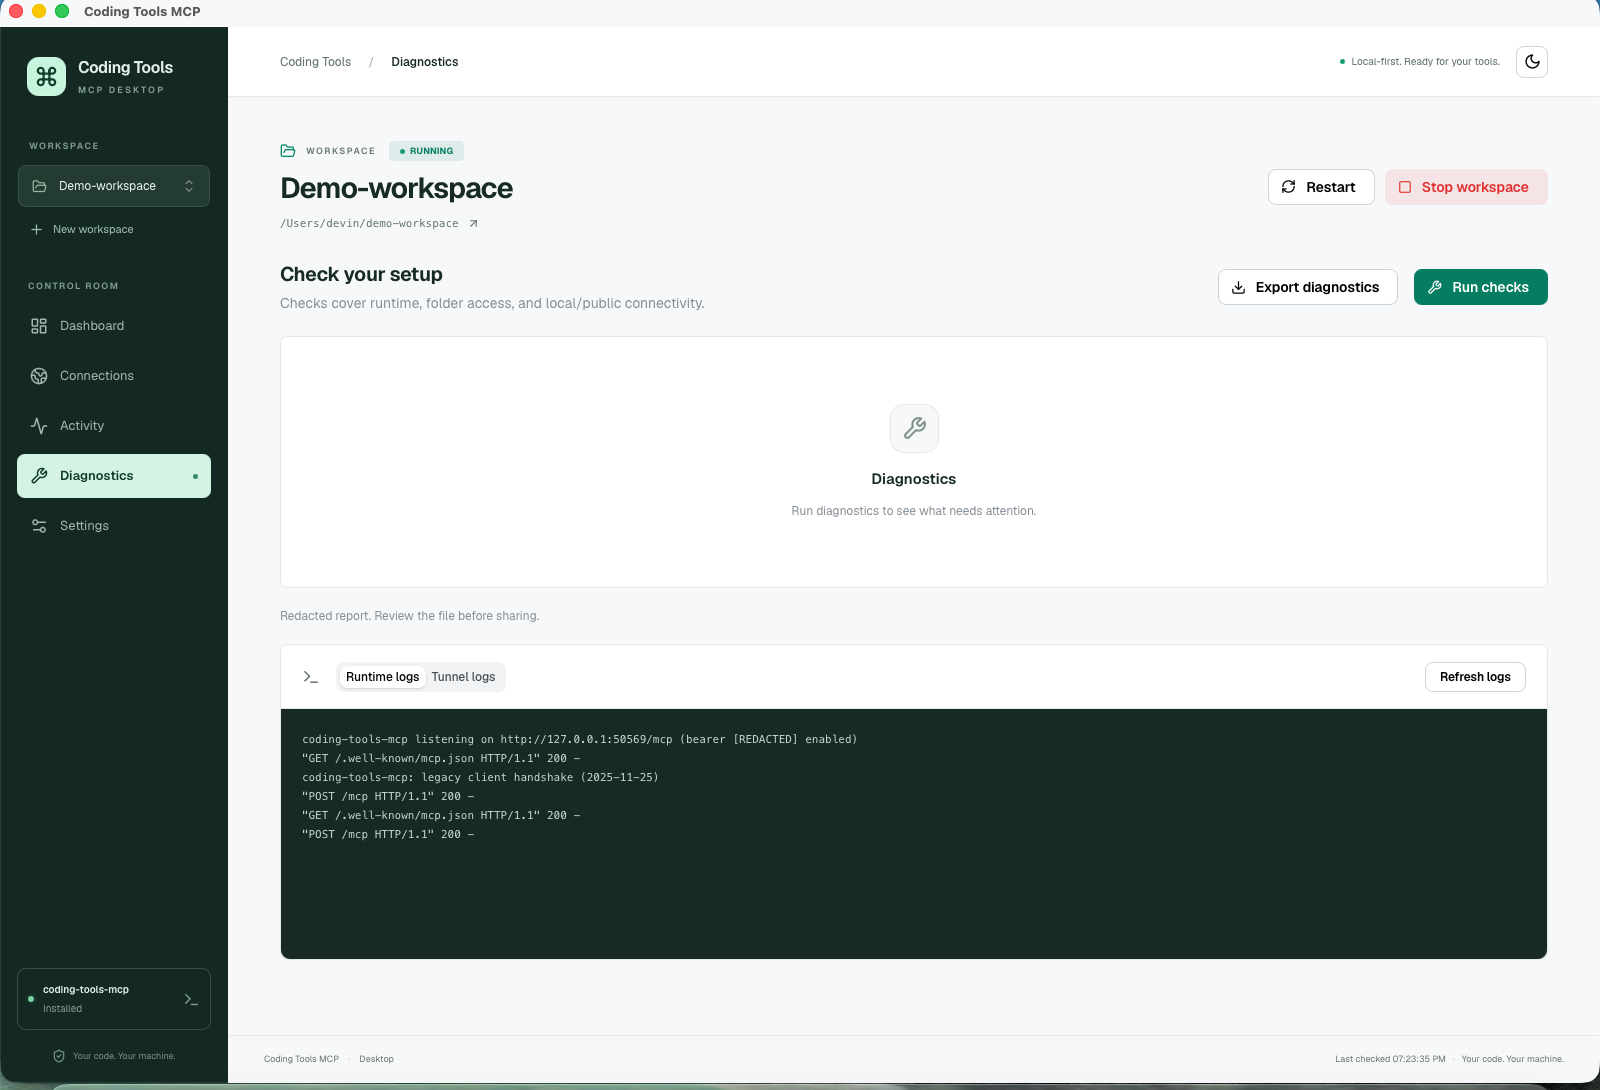 Coding Tools MCP
Coding Tools
MCP DESKTOP
WORKSPACE
Demo-workspace
New workspace
CONTROL ROOM
Dashboard
Connections
Activity
Diagnostics
Settings
coding-tools-mcp
Installed
Your code. Your machine.
Coding Tools / Diagnostics
Local-first. Ready for your tools.
WORKSPACE RUNNING
Demo-workspace
/Users/devin/demo-workspace
Restart
Stop workspace
Check your setup
Checks cover runtime, folder access, and local/public connectivity.
Export diagnostics
Run checks
Diagnostics
Run diagnostics to see what needs attention.
Redacted report. Review the file before sharing.
Runtime logs Tunnel logs
Refresh logs
coding-tools-mcp listening on http://127.0.0.1:50569/mcp (bearer [REDACTED] enabled)
"GET /.well-known/mcp.json HTTP/1.1" 200 -
coding-tools-mcp: legacy client handshake (2025-11-25)
"POST /mcp HTTP/1.1" 200 -
"GET /.well-known/mcp.json HTTP/1.1" 200 -
"POST /mcp HTTP/1.1" 200 -
Coding Tools MCP · Desktop
Last checked 07:23:35 PM · Your code. Your machine.